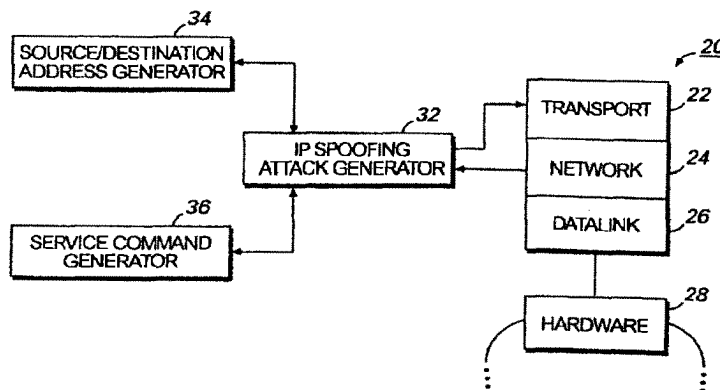 34
SOURCE/DESTINATION
ADDRESS GENERATOR
20
32
IP SPOOFING
ATTACK GENERATOR
TRANSPORT
22
NETWORK
24
DATALINK
26
36
SERVICE COMMAND
GENERATOR
HARDWARE
28